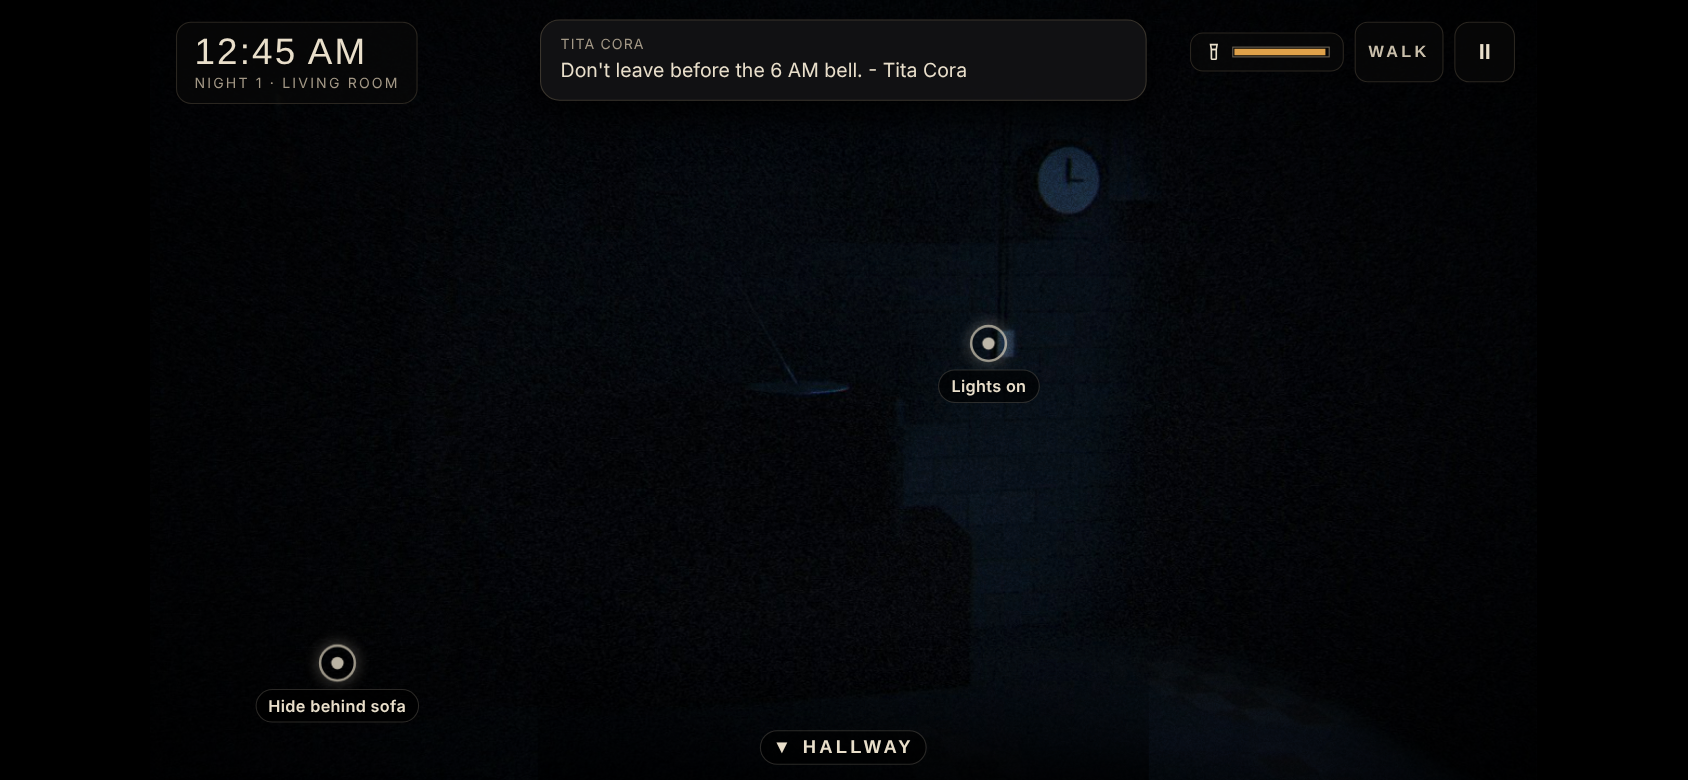 12:45 AM
NIGHT 1 · LIVING ROOM
TITA CORA
Don't leave before the 6 AM bell. - Tita Cora
WALK
Lights on
Hide behind sofa
▼ HALLWAY